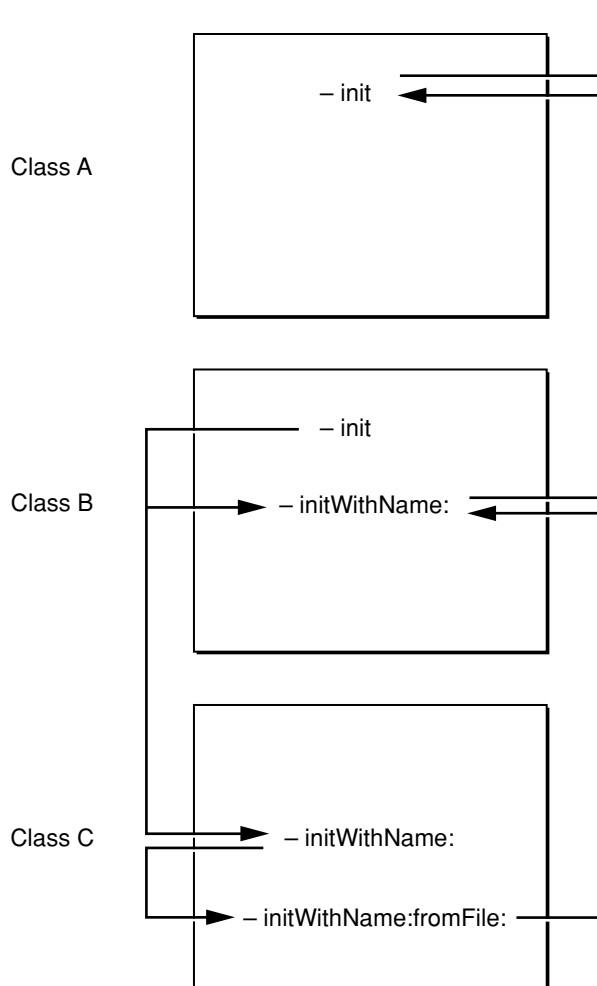 – init
Class A
– init
Class B
– initWithName:
Class C
– initWithName:
– initWithName:fromFile: